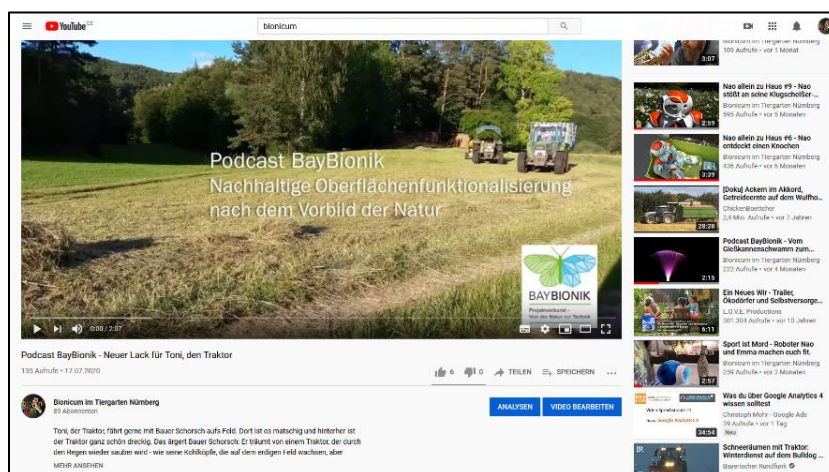 YouTube
bionicum
Podcast BayBionik
Nachhaltige Oberflächenfunktionalisierung
nach dem Vorbild der Natur
BAYBIONIK
Projektverbund –
Von der Natur zur Technik
0:00 / 2:07
Podcast BayBionik - Neuer Lack für Toni, den Traktor
135 Aufrufe • 17.07.2020
6
0
TEILEN
SPEICHERN
Bionicum im Tiergarten Nürnberg
89 Abonnenten
ANALYSEN
VIDEO BEARBEITEN
Toni, der Traktor, fährt gerne mit Bauer Schorsch aufs Feld. Dort ist es matschig und hinterher ist
der Traktor ganz schön dreckig. Das ärgert Bauer Schorsch: Er träumt von einem Traktor, der durch
den Regen wieder sauber wird - wie seine Kohlköpfe, die auf dem erdigen Feld wachsen, aber
MEHR ANSEHEN
Bionicum im Tiergarten Nürnberg
109 Aufrufe • vor 1 Monat
3:07
Nao allein zu Haus #9 - Nao
stößt an seine Klugscheißer-...
Bionicum im Tiergarten Nürnberg
595 Aufrufe • vor 5 Monaten
2:59
Nao allein zu Haus #6 - Nao
entdeckt einen Knochen
Bionicum im Tiergarten Nürnberg
436 Aufrufe • vor 6 Monaten
3:39
[Doku] Ackern im Akkord,
Getreideernte auf dem Wulfho...
ChickenBoettcher
2,4 Mio. Aufrufe • vor 7 Jahren
28:28
Podcast BayBionik - Vom
Gießkannenschwamm zum...
Bionicum im Tiergarten Nürnberg
222 Aufrufe • vor 4 Monaten
2:15
Ein Neues Wir - Trailer,
Ökodörfer und Selbstversorge...
L.O.V.E. Productions
301.304 Aufrufe • vor 10 Jahren
6:11
Sport ist Mord - Roboter Nao
und Emma machen euch fit.
Bionicum im Tiergarten Nürnberg
259 Aufrufe • vor 3 Monaten
2:57
Was du über Google Analytics 4
wissen solltest
Christoph Mohr - Google Ads
39 Aufrufe • vor 1 Tag
Neu
34:54
Schneeräumen mit Traktor:
Winterdienst auf dem Bulldog ...
Bayerischer Rundfunk